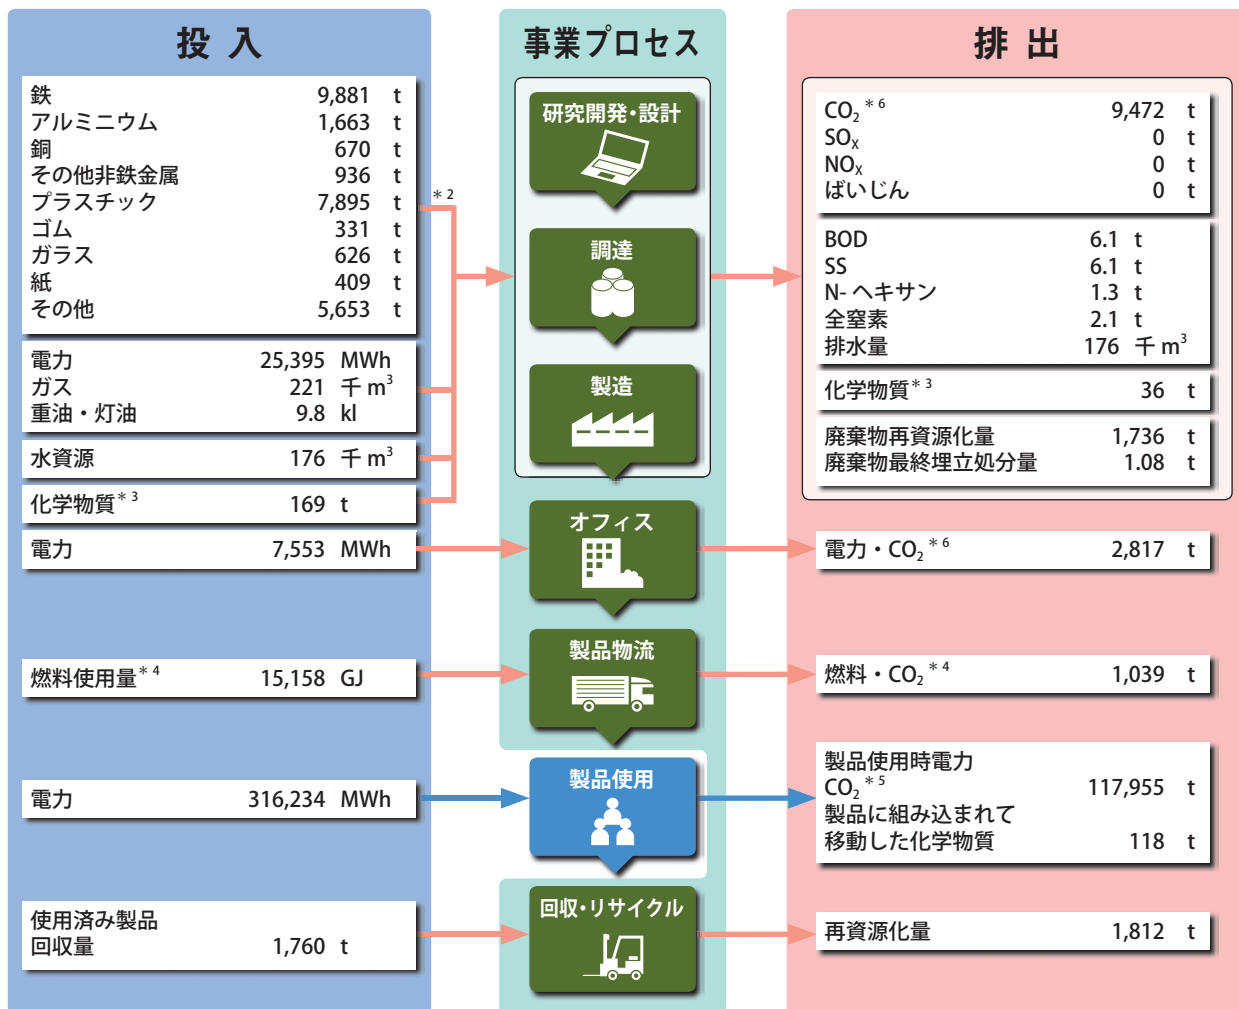 投入
鉄 9,881 t
アルミニウム 1,663 t
銅 670 t
その他非鉄金属 936 t
プラスチック 7,895 t
ゴム 331 t
ガラス 626 t
紙 409 t
その他 5,653 t
*2
電力 25,395 MWh
ガス 221 千m³
重油・灯油 9.8 kl
水資源 176 千m³
化学物質*3 169 t
電力 7,553 MWh
燃料使用量*4 15,158 GJ
電力 316,234 MWh
使用済み製品
回収量 1,760 t
事業プロセス
研究開発・設計
調達
製造
オフィス
製品物流
製品使用
回収・リサイクル
排出
CO₂*6 9,472 t
SOX 0 t
NOX 0 t
ばいじん 0 t
BOD 6.1 t
SS 6.1 t
N-ヘキサン 1.3 t
全窒素 2.1 t
排水量 176 千m³
化学物質*3 36 t
廃棄物再資源化量 1,736 t
廃棄物最終埋立処分量 1.08 t
電力・CO₂*6 2,817 t
燃料・CO₂*4 1,039 t
製品使用時電力
CO₂*5 117,955 t
製品に組み込まれて
移動した化学物質 118 t
再資源化量 1,812 t